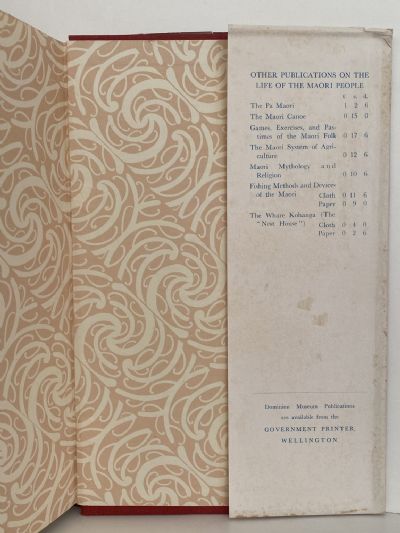 OTHER PUBLICATIONS ON THE
LIFE OF THE MAORI PEOPLE
£ s. d.
The Pa Maori 1 2 6
The Maori Canoe 0 15 0
Games, Exercises, and Pas-
times of the Maori Folk 0 17 6
The Maori System of Agri-
culture 0 12 6
Maori Mythology and
Religion 0 10 6
Fishing Methods and Devices
of the Maori Cloth 0 11 6
Paper 0 9 0
The Whare Kohanga (The
"Nest House") Cloth 0 4 0
Paper 0 2 6
Dominion Museum Publications
are available from the
GOVERNMENT PRINTER,
WELLINGTON